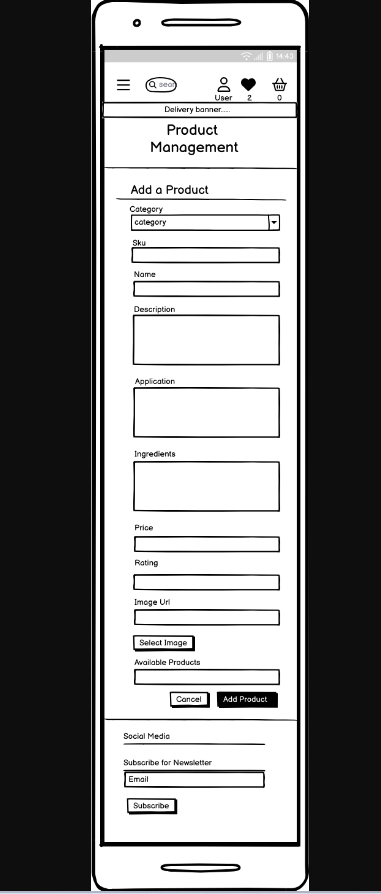 14:43
sear
User 2 0
Delivery banner.....
Product
Management
Add a Product
Category
category
Sku
Name
Description
Application
Ingredients
Price
Rating
Image Url
Select Image
Available Products
Cancel Add Product
Social Media
Subscribe for Newsletter
Email
Subscribe